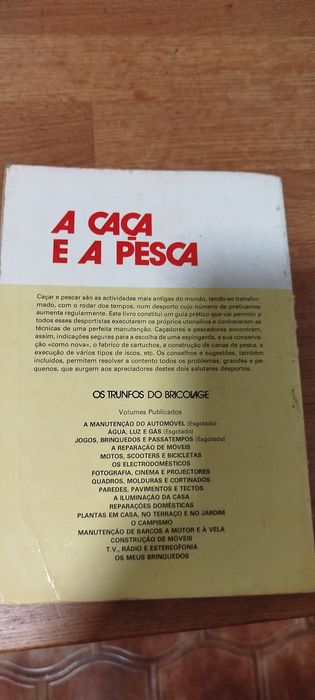 A CAÇA
E A PESCA
Caçar e pescar são as actividades mais antigas do mundo, tendo-se transfor-
mado, com o rodar dos tempos, num desporto cujo número de praticantes
aumenta regularmente. Este livro constitui um guia prático que vai permitir a
todos esses desportistas executarem os próprios utensílios e conhecerem as
técnicas de uma perfeita manutenção. Caçadores e pescadores encontram,
assim, indicações seguras para a escolha de uma espingarda, a sua conserva-
ção «como nova», o fabrico de cartuchos, a construção de canas de pesca, a
execução de vários tipos de iscos, etc. Os conselhos e sugestões, também
incluídos, permitem resolver a contento todos os problemas, grandes e pe-
quenos, que surgem aos apreciadores destes dois salutares desportos.
OS TRUNFOS DO BRICOLAGE
Volumes Publicados
A MANUTENÇÃO DO AUTOMÓVEL (Esgotado)
ÁGUA, LUZ E GÁS (Esgotado)
JOGOS, BRINQUEDOS E PASSATEMPOS (Esgotado)
A REPARAÇÃO DE MÓVEIS
MOTOS, SCOOTERS E BICICLETAS
OS ELECTRODOMÉSTICOS
FOTOGRAFIA, CINEMA E PROJECTORES
QUADROS, MOLDURAS E CORTINADOS
PAREDES, PAVIMENTOS E TECTOS
A ILUMINAÇÃO DA CASA
REPARAÇÕES DOMÉSTICAS
PLANTAS EM CASA, NO TERRAÇO E NO JARDIM
O CAMPISMO
MANUTENÇÃO DE BARCOS A MOTOR E À VELA
CONSTRUÇÃO DE MÓVEIS
T.V., RÁDIO E ESTEREOFONIA
OS MEUS BRINQUEDOS